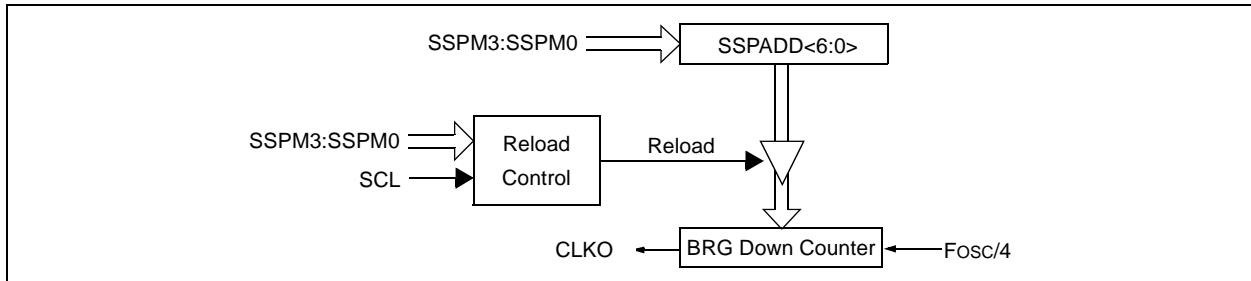 SSPM3:SSPM0
SSPADD<6:0>
SSPM3:SSPM0
SCL
Reload
Control
Reload
CLKO
BRG Down Counter
FOSC/4